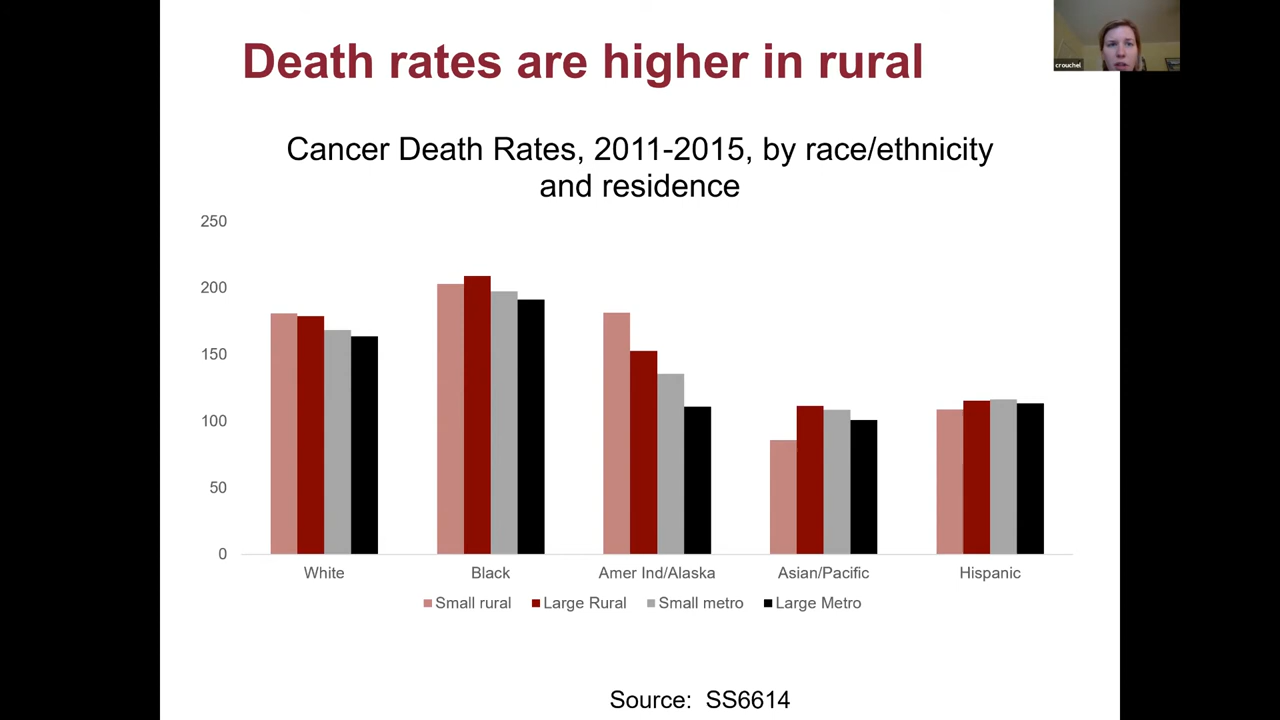 Death rates are higher in rural
crouchel
Cancer Death Rates, 2011-2015, by race/ethnicity
and residence
250
200
150
100
50
0
White Black Amer Ind/Alaska Asian/Pacific Hispanic
Small rural Large Rural Small metro Large Metro
Source: SS6614